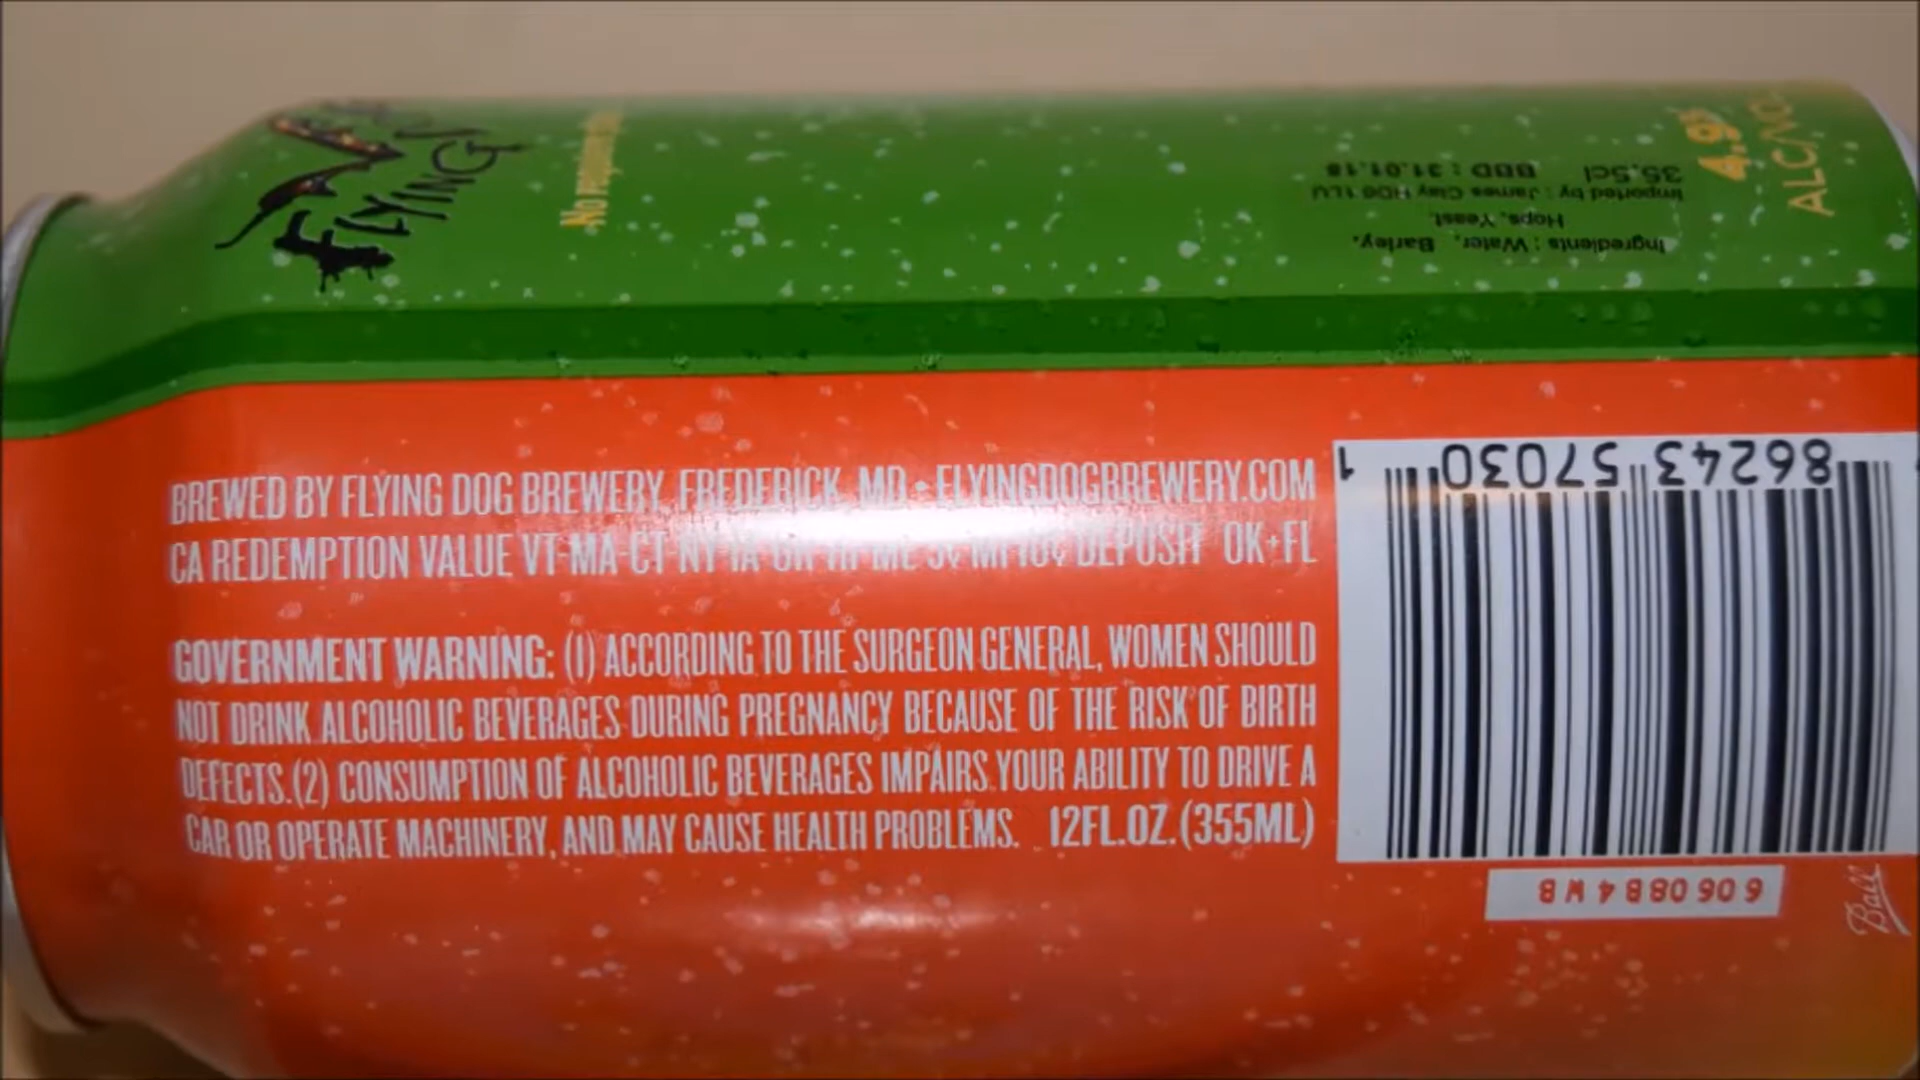 FLYING
No
4.9%
ALC/VOL
Ingredients : Water, Barley,
Hops, Yeast.
Imported by : James Clay HD6 1LU
35,5cl BBD : 31.01.18
BREWED BY FLYING DOG BREWERY, FREDERICK, MD • FLYINGDOGBREWERY.COM
CA REDEMPTION VALUE VT-MA-CT-NY-IA-OR-HI-ME 5¢ MI 10¢ DEPOSIT OK+FL
GOVERNMENT WARNING: (1) ACCORDING TO THE SURGEON GENERAL, WOMEN SHOULD
NOT DRINK ALCOHOLIC BEVERAGES DURING PREGNANCY BECAUSE OF THE RISK OF BIRTH
DEFECTS.(2) CONSUMPTION OF ALCOHOLIC BEVERAGES IMPAIRS YOUR ABILITY TO DRIVE A
CAR OR OPERATE MACHINERY, AND MAY CAUSE HEALTH PROBLEMS. 12FL.OZ.(355ML)
86243 57030 1
6 06 08B 4 W B
Ball